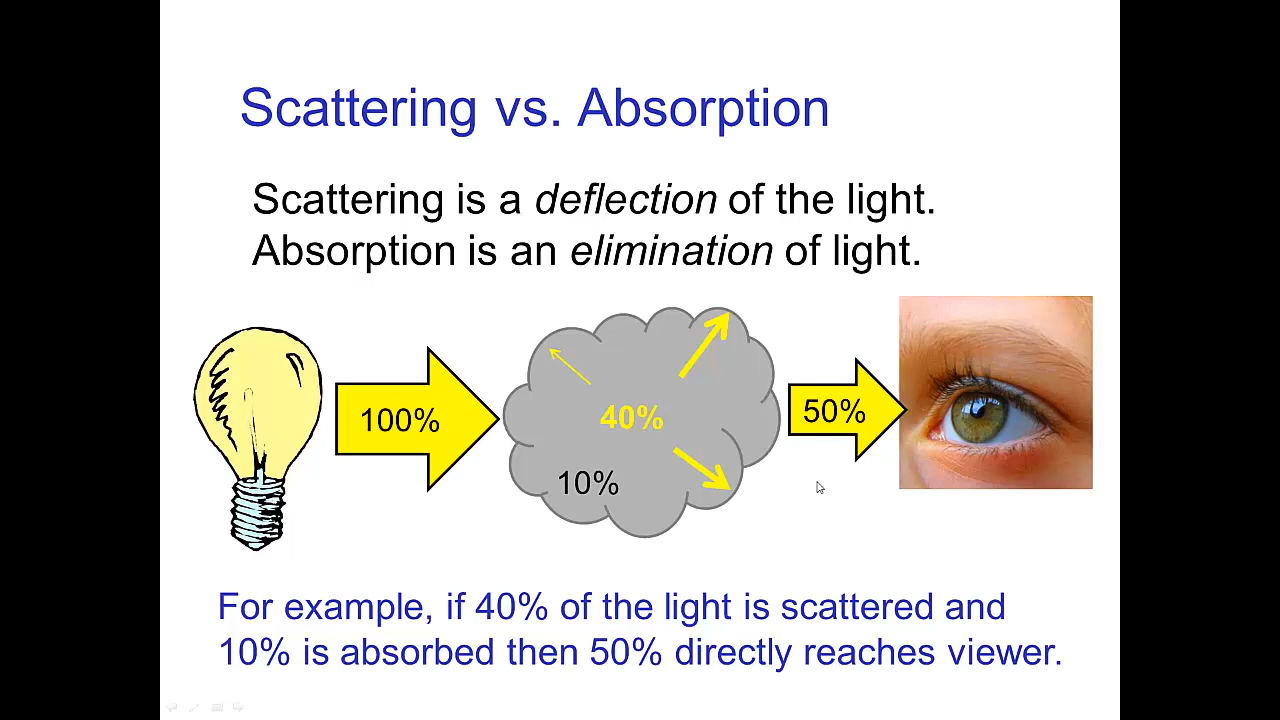 Scattering vs. Absorption
Scattering is a deflection of the light.
Absorption is an elimination of light.
100%
40%
10%
50%
For example, if 40% of the light is scattered and
10% is absorbed then 50% directly reaches viewer.